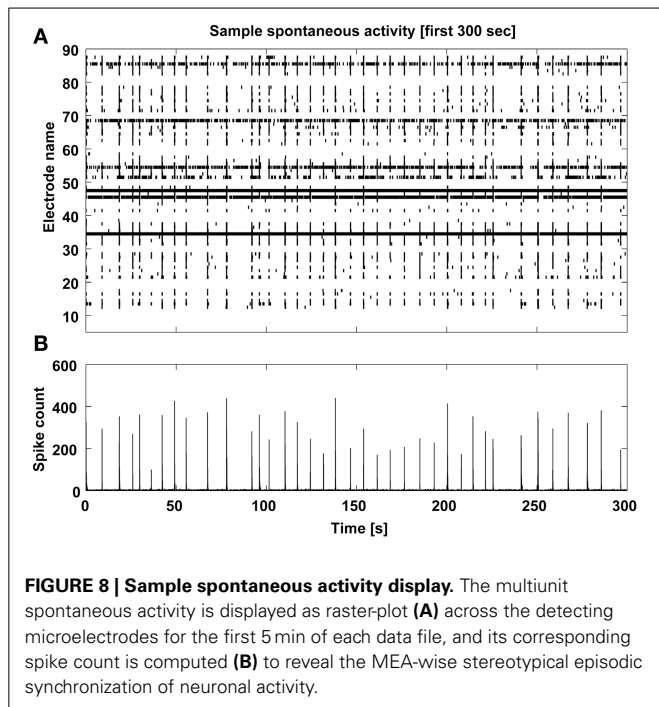 A
Sample spontaneous activity [first 300 sec]
Electrode name
90
80
70
60
50
40
30
20
10
B
Spike count
600
400
200
0
0 50 100 150 200 250 300
Time [s]
FIGURE 8 | Sample spontaneous activity display. The multiunit
spontaneous activity is displayed as raster-plot (A) across the detecting
microelectrodes for the first 5 min of each data file, and its corresponding
spike count is computed (B) to reveal the MEA-wise stereotypical episodic
synchronization of neuronal activity.